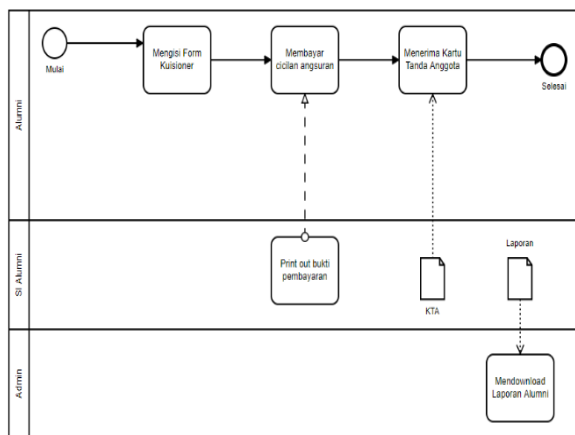 Alumni
Mulai
Mengisi Form
Kuisioner
Membayar
cicilan angsuran
Menerima Kartu
Tanda Anggota
Selesai
SI Alumni
Print out bukti
pembayaran
KTA
Laporan
Admin
Mendownload
Laporan Alumni